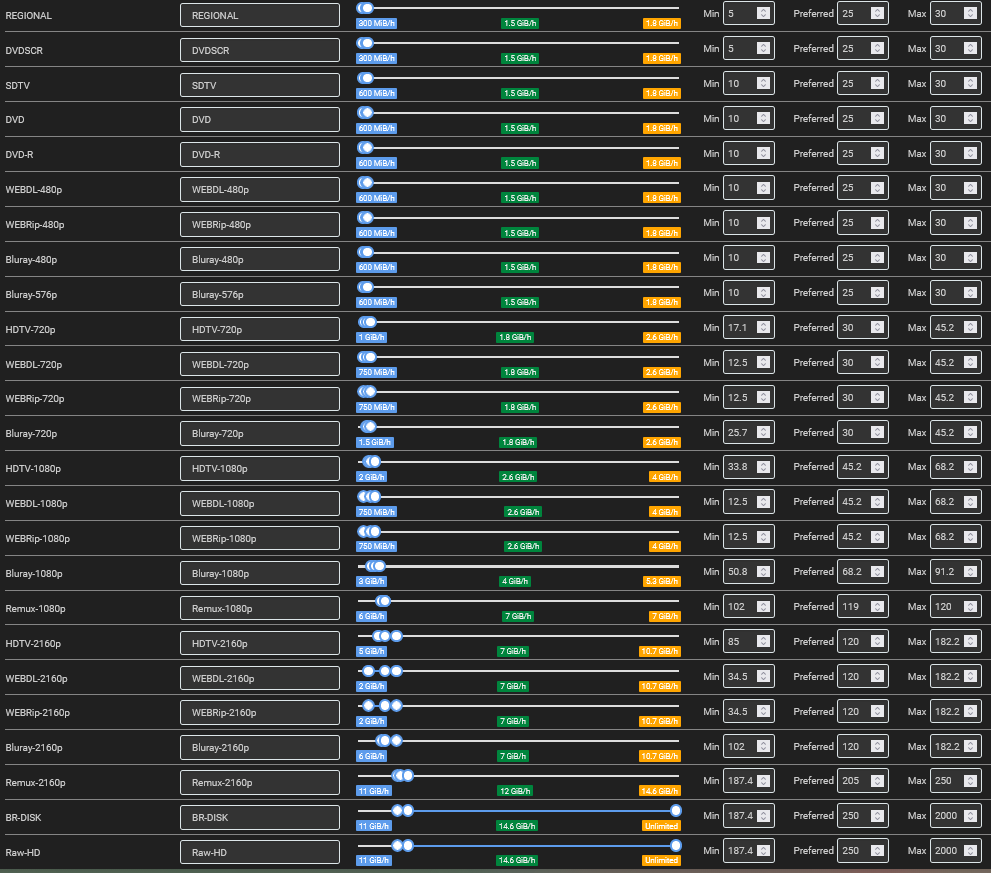 REGIONAL REGIONAL 300 MiB/h 1.5 GiB/h 1.8 GiB/h Min 5 Preferred 25 Max 30
DVDSCR DVDSCR 300 MiB/h 1.5 GiB/h 1.8 GiB/h Min 5 Preferred 25 Max 30
SDTV SDTV 600 MiB/h 1.5 GiB/h 1.8 GiB/h Min 10 Preferred 25 Max 30
DVD DVD 600 MiB/h 1.5 GiB/h 1.8 GiB/h Min 10 Preferred 25 Max 30
DVD-R DVD-R 600 MiB/h 1.5 GiB/h 1.8 GiB/h Min 10 Preferred 25 Max 30
WEBDL-480p WEBDL-480p 600 MiB/h 1.5 GiB/h 1.8 GiB/h Min 10 Preferred 25 Max 30
WEBRip-480p WEBRip-480p 600 MiB/h 1.5 GiB/h 1.8 GiB/h Min 10 Preferred 25 Max 30
Bluray-480p Bluray-480p 600 MiB/h 1.5 GiB/h 1.8 GiB/h Min 10 Preferred 25 Max 30
Bluray-576p Bluray-576p 600 MiB/h 1.5 GiB/h 1.8 GiB/h Min 10 Preferred 25 Max 30
HDTV-720p HDTV-720p 1 GiB/h 1.8 GiB/h 2.6 GiB/h Min 17.1 Preferred 30 Max 45.2
WEBDL-720p WEBDL-720p 750 MiB/h 1.8 GiB/h 2.6 GiB/h Min 12.5 Preferred 30 Max 45.2
WEBRip-720p WEBRip-720p 750 MiB/h 1.8 GiB/h 2.6 GiB/h Min 12.5 Preferred 30 Max 45.2
Bluray-720p Bluray-720p 1.5 GiB/h 1.8 GiB/h 2.6 GiB/h Min 25.7 Preferred 30 Max 45.2
HDTV-1080p HDTV-1080p 2 GiB/h 2.6 GiB/h 4 GiB/h Min 33.8 Preferred 45.2 Max 68.2
WEBDL-1080p WEBDL-1080p 750 MiB/h 2.6 GiB/h 4 GiB/h Min 12.5 Preferred 45.2 Max 68.2
WEBRip-1080p WEBRip-1080p 750 MiB/h 2.6 GiB/h 4 GiB/h Min 12.5 Preferred 45.2 Max 68.2
Bluray-1080p Bluray-1080p 3 GiB/h 4 GiB/h 5.3 GiB/h Min 50.8 Preferred 68.2 Max 91.2
Remux-1080p Remux-1080p 6 GiB/h 7 GiB/h 7 GiB/h Min 102 Preferred 119 Max 120
HDTV-2160p HDTV-2160p 5 GiB/h 7 GiB/h 10.7 GiB/h Min 85 Preferred 120 Max 182.2
WEBDL-2160p WEBDL-2160p 2 GiB/h 7 GiB/h 10.7 GiB/h Min 34.5 Preferred 120 Max 182.2
WEBRip-2160p WEBRip-2160p 2 GiB/h 7 GiB/h 10.7 GiB/h Min 34.5 Preferred 120 Max 182.2
Bluray-2160p Bluray-2160p 6 GiB/h 7 GiB/h 10.7 GiB/h Min 102 Preferred 120 Max 182.2
Remux-2160p Remux-2160p 11 GiB/h 12 GiB/h 14.6 GiB/h Min 187.4 Preferred 205 Max 250
BR-DISK BR-DISK 11 GiB/h 14.6 GiB/h Unlimited Min 187.4 Preferred 250 Max 2000
Raw-HD Raw-HD 11 GiB/h 14.6 GiB/h Unlimited Min 187.4 Preferred 250 Max 2000